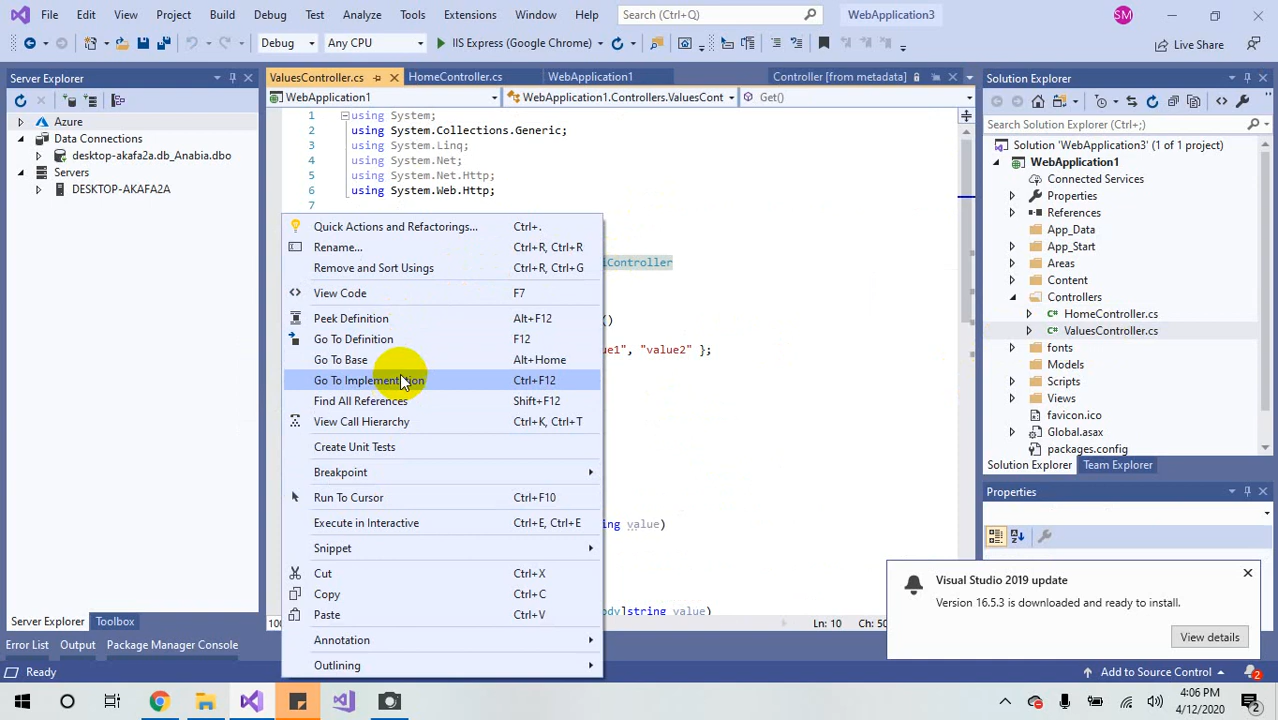 File Edit View Project Build Debug Test Analyze Tools Extensions Window Help Search (Ctrl+Q) WebApplication3 SM
Debug Any CPU IIS Express (Google Chrome) Live Share
Server Explorer
Azure
Data Connections
desktop-akafa2a.db_Anabia.dbo
Servers
DESKTOP-AKAFA2A
Server Explorer Toolbox
ValuesController.cs HomeController.cs WebApplication1 Controller [from metadata]
WebApplication1 WebApplication1.Controllers.ValuesCont Get()
1 using System;
2 using System.Collections.Generic;
3 using System.Linq;
4 using System.Net;
5 using System.Net.Http;
6 using System.Web.Http;
7
iController
()
ue1", "value2" };
ing value)
ody]string value)
Quick Actions and Refactorings... Ctrl+.
Rename... Ctrl+R, Ctrl+R
Remove and Sort Usings Ctrl+R, Ctrl+G
View Code F7
Peek Definition Alt+F12
Go To Definition F12
Go To Base Alt+Home
Go To Implementation Ctrl+F12
Find All References Shift+F12
View Call Hierarchy Ctrl+K, Ctrl+T
Create Unit Tests
Breakpoint
Run To Cursor Ctrl+F10
Execute in Interactive Ctrl+E, Ctrl+E
Snippet
Cut Ctrl+X
Copy Ctrl+C
Paste Ctrl+V
Annotation
Outlining
Ln: 10 Ch: 50
Solution Explorer
Search Solution Explorer (Ctrl+;)
Solution 'WebApplication3' (1 of 1 project)
WebApplication1
Connected Services
Properties
References
App_Data
App_Start
Areas
Content
Controllers
HomeController.cs
ValuesController.cs
fonts
Models
Scripts
Views
favicon.ico
Global.asax
packages.config
Solution Explorer Team Explorer
Properties
Visual Studio 2019 update
Version 16.5.3 is downloaded and ready to install.
View details
Error List Output Package Manager Console
Ready Add to Source Control 2
4:06 PM
4/12/2020 2